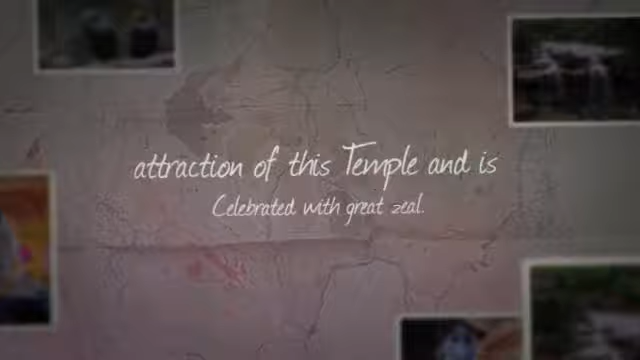 attraction of this Temple and is
Celebrated with great zeal.